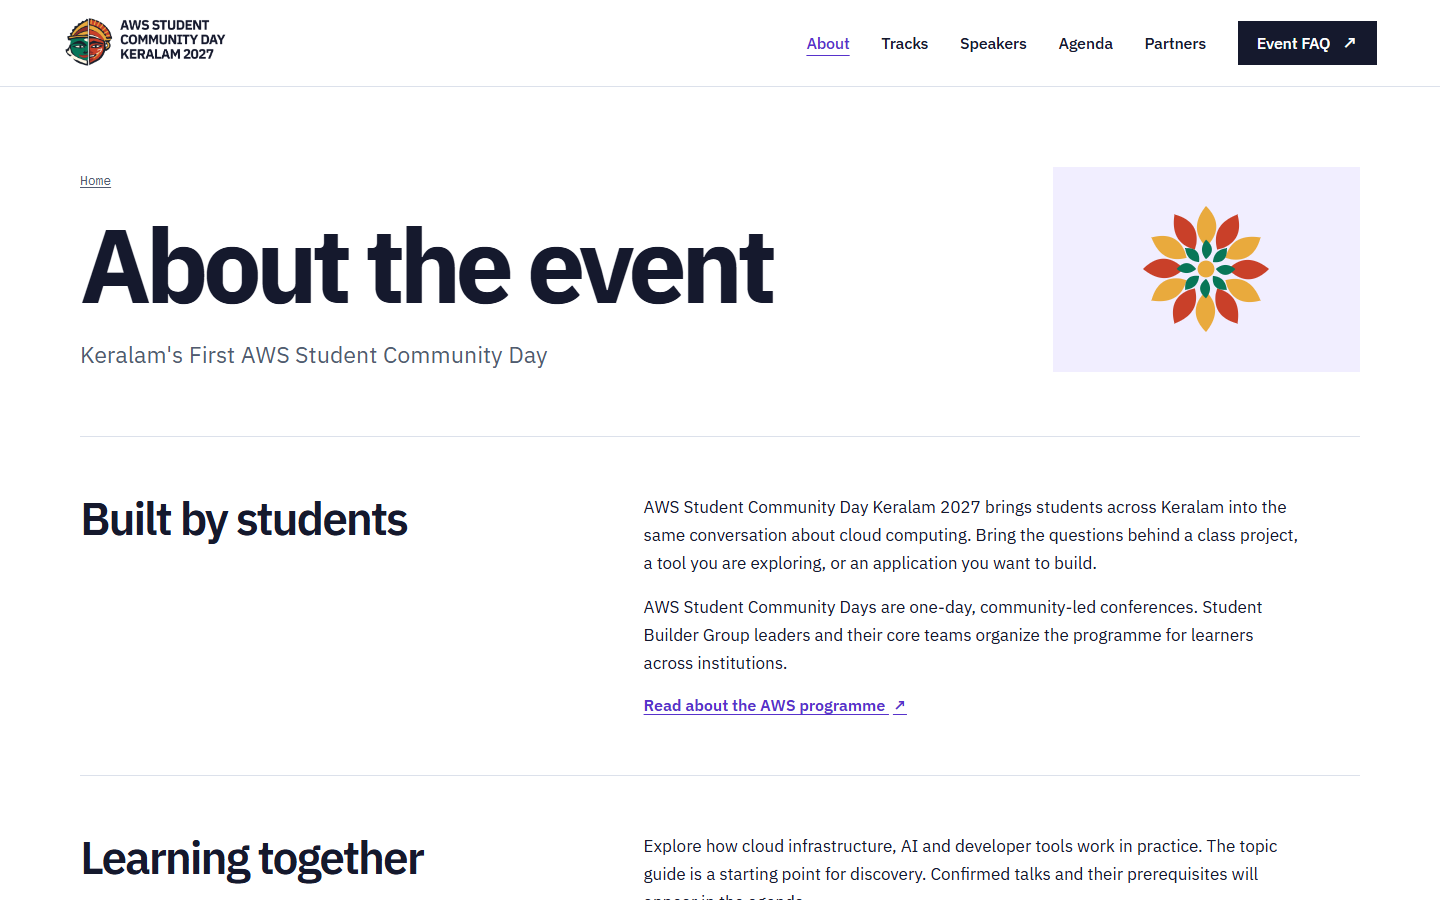 AWS STUDENT
COMMUNITY DAY
KERALAM 2027
About
Tracks
Speakers
Agenda
Partners
Event FAQ ↗
Home
About the event
Keralam's First AWS Student Community Day
Built by students
AWS Student Community Day Keralam 2027 brings students across Keralam into the
same conversation about cloud computing. Bring the questions behind a class project,
a tool you are exploring, or an application you want to build.
AWS Student Community Days are one-day, community-led conferences. Student
Builder Group leaders and their core teams organize the programme for learners
across institutions.
Read about the AWS programme ↗
Learning together
Explore how cloud infrastructure, AI and developer tools work in practice. The topic
guide is a starting point for discovery. Confirmed talks and their prerequisites will